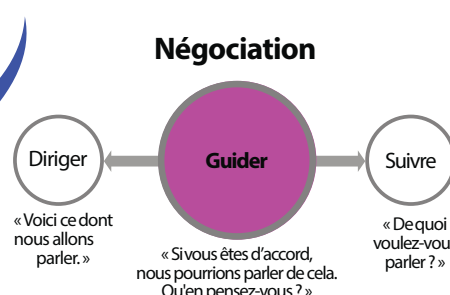 Négociation
Diriger
Guider
Suivre
« Voici ce dont
nous allons
parler. »
« Si vous êtes d’accord,
nous pourrions parler de cela.
Qu'en pensez-vous ? »
« De quoi
voulez-vou
parler ? »